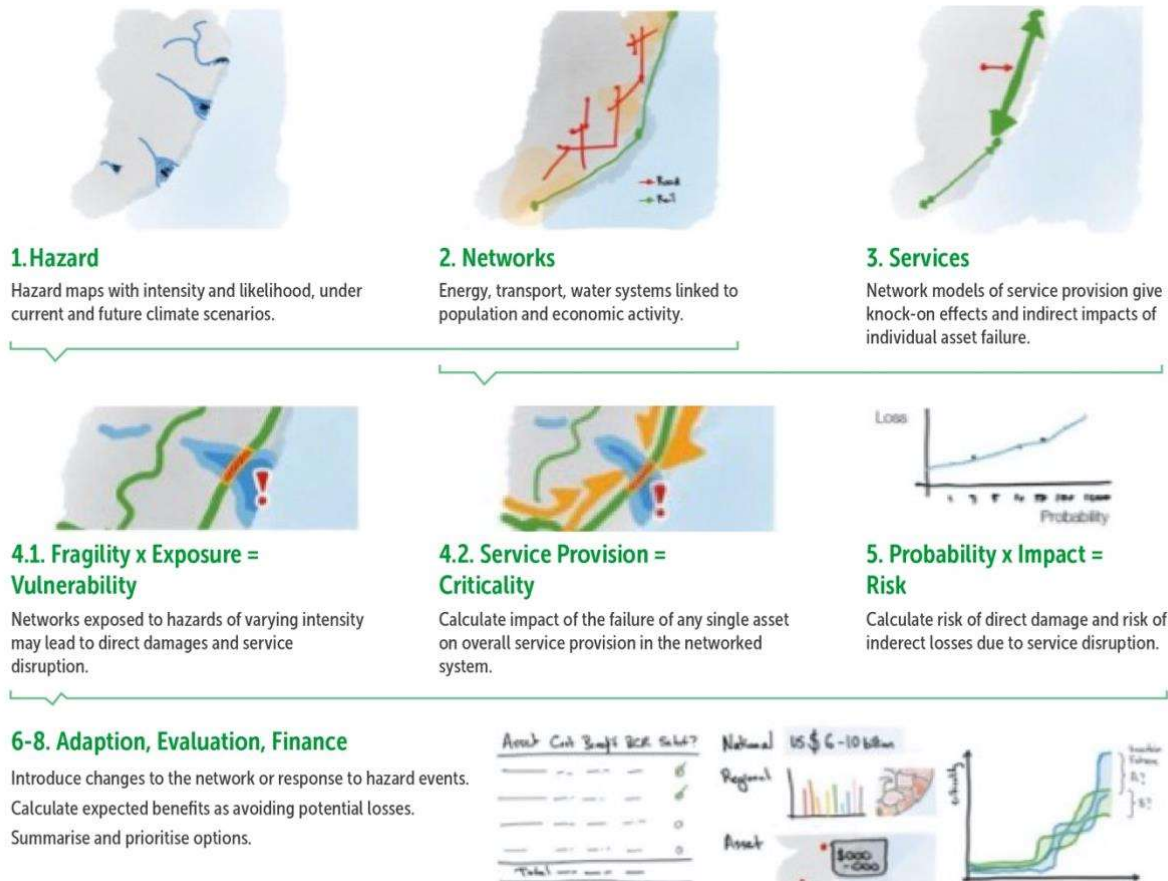 Road
Rail
1.Hazard
Hazard maps with intensity and likelihood, under
current and future climate scenarios.
2. Networks
Energy, transport, water systems linked to
population and economic activity.
3. Services
Network models of service provision give
knock-on effects and indirect impacts of
individual asset failure.
4.1. Fragility x Exposure =
Vulnerability
Networks exposed to hazards of varying intensity
may lead to direct damages and service
disruption.
4.2. Service Provision =
Criticality
Calculate impact of the failure of any single asset
on overall service provision in the networked
system.
Loss
Probability
5. Probability x Impact =
Risk
Calculate risk of direct damage and risk of
inderect losses due to service disruption.
6-8. Adaption, Evaluation, Finance
Introduce changes to the network or response to hazard events.
Calculate expected benefits as avoiding potential losses.
Summarise and prioritise options.
Asset Cost Benefit BCR Select?
Total
National US $ 6-10 billion
Regional
Asset